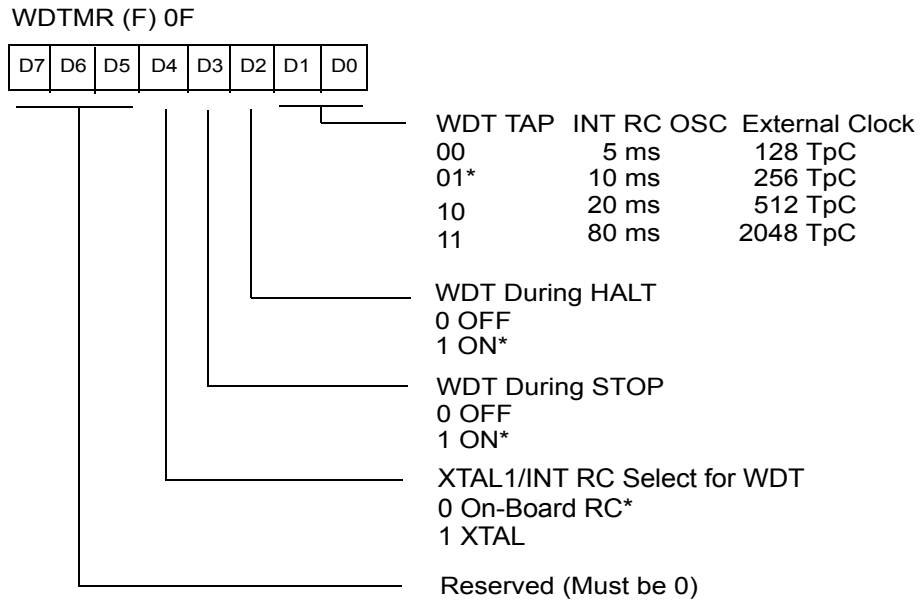 WDTMR (F) 0F
D7 D6 D5 D4 D3 D2 D1 D0
WDT TAP INT RC OSC External Clock
00 5 ms 128 TpC
01* 10 ms 256 TpC
10 20 ms 512 TpC
11 80 ms 2048 TpC
WDT During HALT
0 OFF
1 ON*
WDT During STOP
0 OFF
1 ON*
XTAL1/INT RC Select for WDT
0 On-Board RC*
1 XTAL
Reserved (Must be 0)